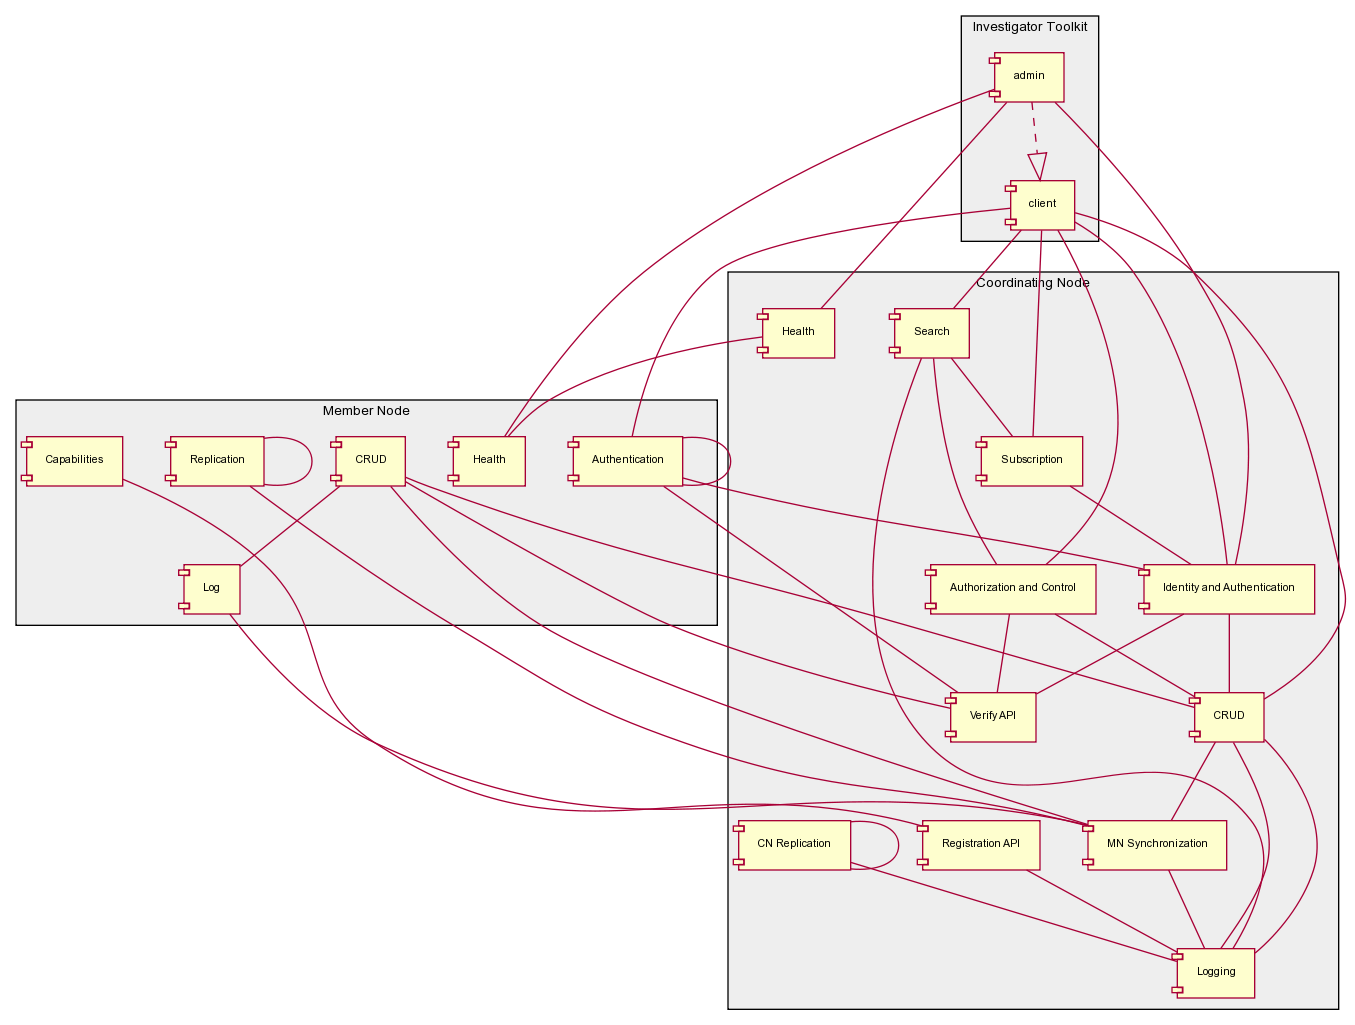 Investigator Toolkit
admin
client
Coordinating Node
Health
Search
Member Node
Capabilities
Replication
CRUD
Health
Authentication
Subscription
Log
Authorization and Control
Identity and Authentication
Verify API
CRUD
CN Replication
Registration API
MN Synchronization
Logging